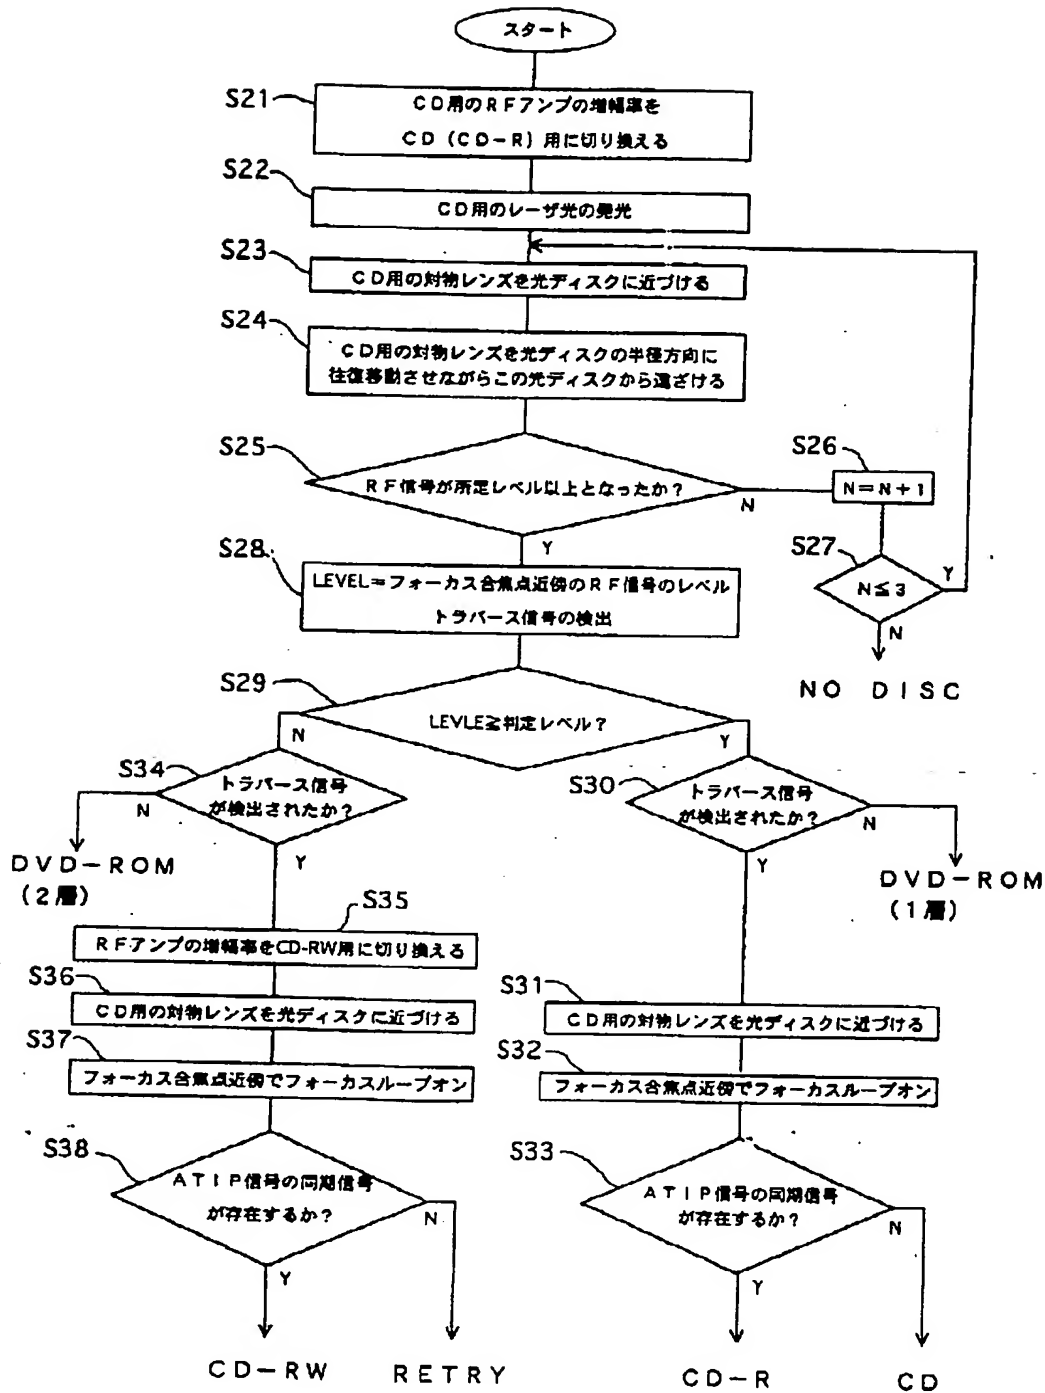 スタート
S21
CD用のRFアンプの増幅率を
CD(CD-R)用に切り換える
S22
CD用のレーザ光の発光
S23
CD用の対物レンズを光ディスクに近づける
S24
CD用の対物レンズを光ディスクの半径方向に
往復移動させながらこの光ディスクから遠ざける
S25
RF信号が所定レベル以上となったか?
N
Y
S26
N=N+1
S27
N≦3
Y
N
NO DISC
S28
LEVEL=フォーカス合焦点近傍のRF信号のレベル
トラバース信号の検出
S29
LEVLE≧判定レベル?
N
Y
S34
トラバース信号
が検出されたか?
N
Y
DVD-ROM
(2層)
S30
トラバース信号
が検出されたか?
N
Y
DVD-ROM
(1層)
S35
RFアンプの増幅率をCD-RW用に切り換える
S36
CD用の対物レンズを光ディスクに近づける
S37
フォーカス合焦点近傍でフォーカスループオン
S38
ATIP信号の同期信号
が存在するか?
N
Y
CD-RW
RETRY
S31
CD用の対物レンズを光ディスクに近づける
S32
フォーカス合焦点近傍でフォーカスループオン
S33
ATIP信号の同期信号
が存在するか?
N
Y
CD-R
CD